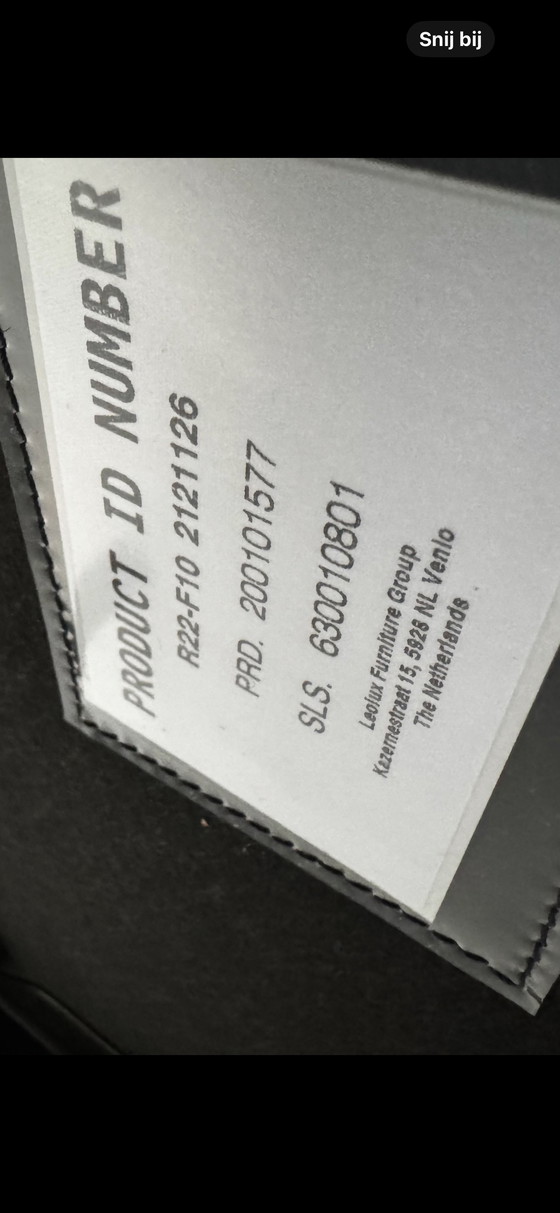 Snij bij
PRODUCT ID NUMBER
R22-F10 2121126
PRD. 200101577
SLS. 630010801
Leolux Furniture Group
Kazernestraat 15, 5928 NL Venlo
The Netherlands